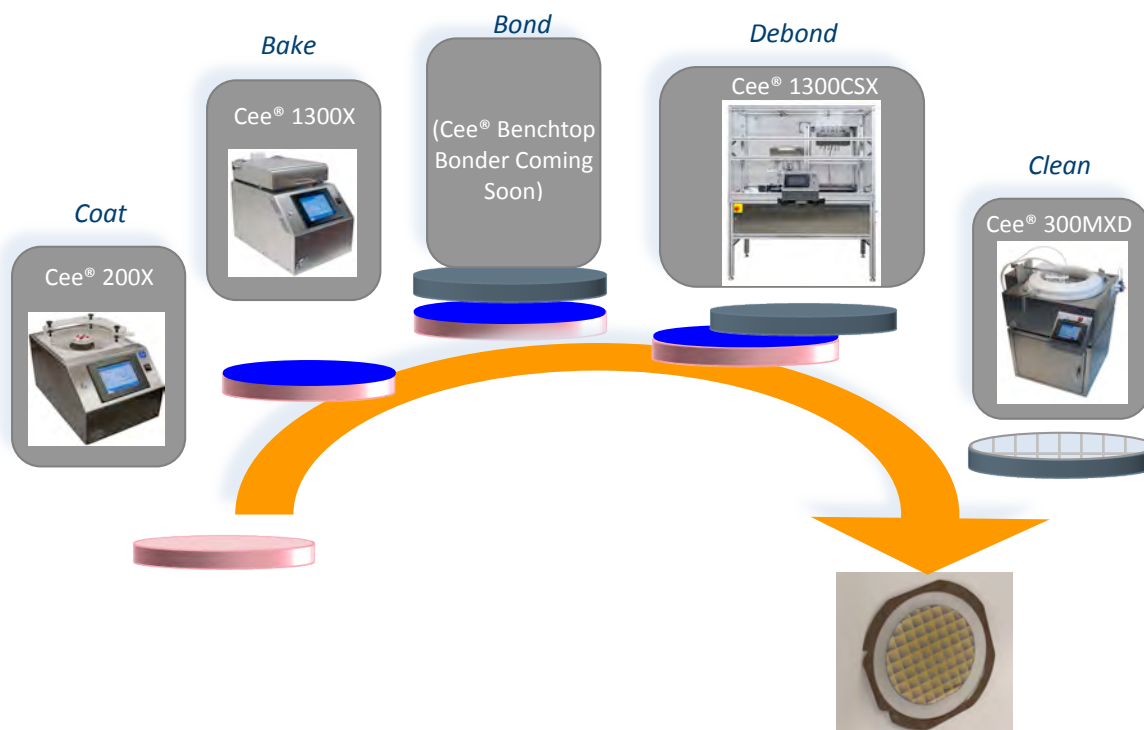 Coat
Cee® 200X
Bake
Cee® 1300X
Bond
(Cee® Benchtop
Bonder Coming
Soon)
Debond
Cee® 1300CSX
Clean
Cee® 300MXD